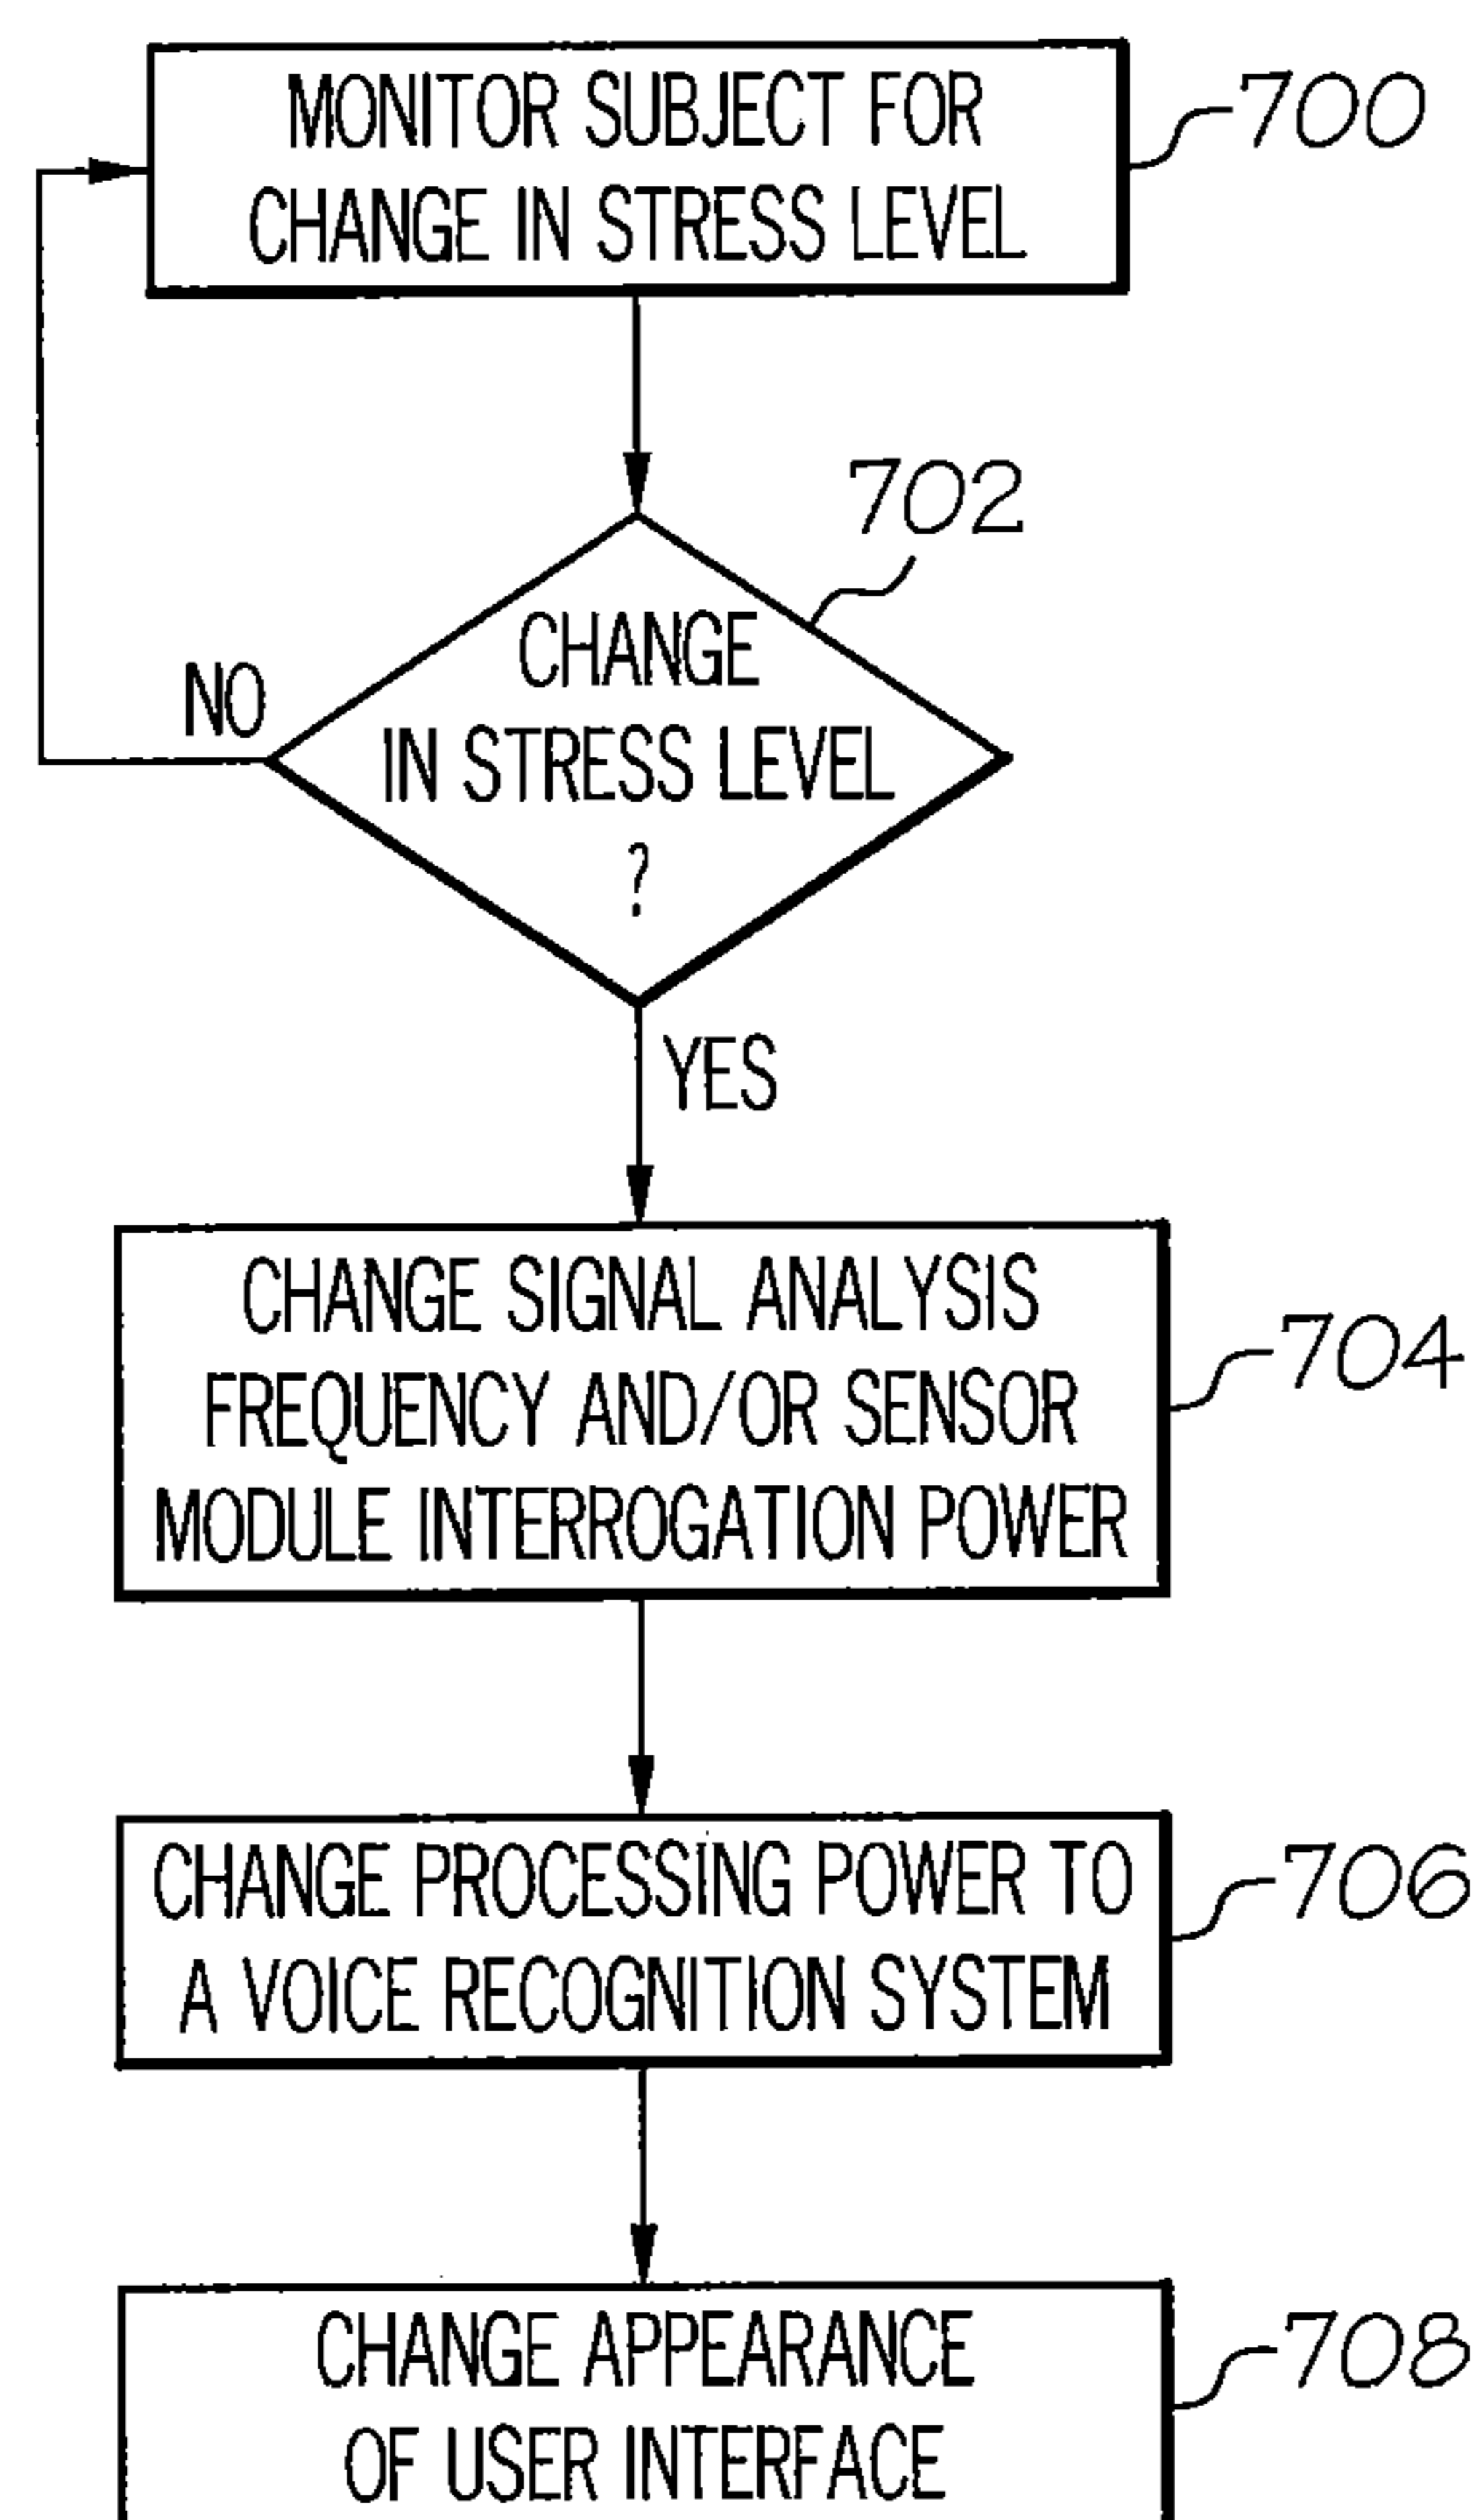 MONITOR SUBJECT FOR
CHANGE IN STRESS LEVEL
700
702
CHANGE
IN STRESS LEVEL
?
NO
YES
CHANGE SIGNAL ANALYSIS
FREQUENCY AND/OR SENSOR
MODULE INTERROGATION POWER
704
CHANGE PROCESSING POWER TO
A VOICE RECOGNITION SYSTEM
706
CHANGE APPEARANCE
OF USER INTERFACE
708